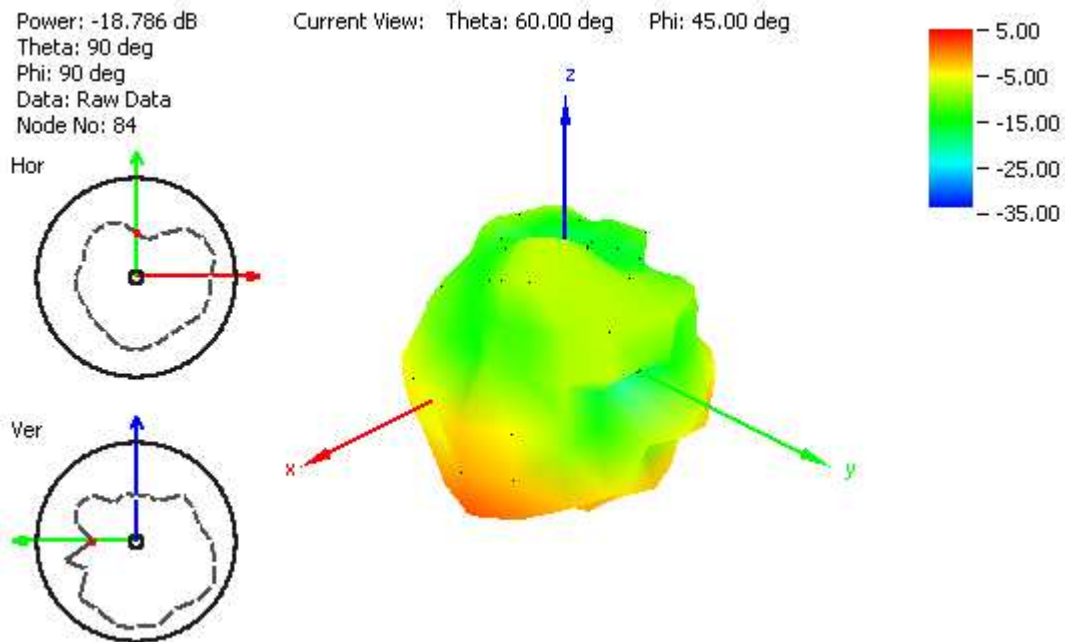 Power: -18.786 dB
Theta: 90 deg
Phi: 90 deg
Data: Raw Data
Node No: 84
Current View: Theta: 60.00 deg Phi: 45.00 deg
5.00
-5.00
-15.00
-25.00
-35.00
Hor
z
x
y
Ver